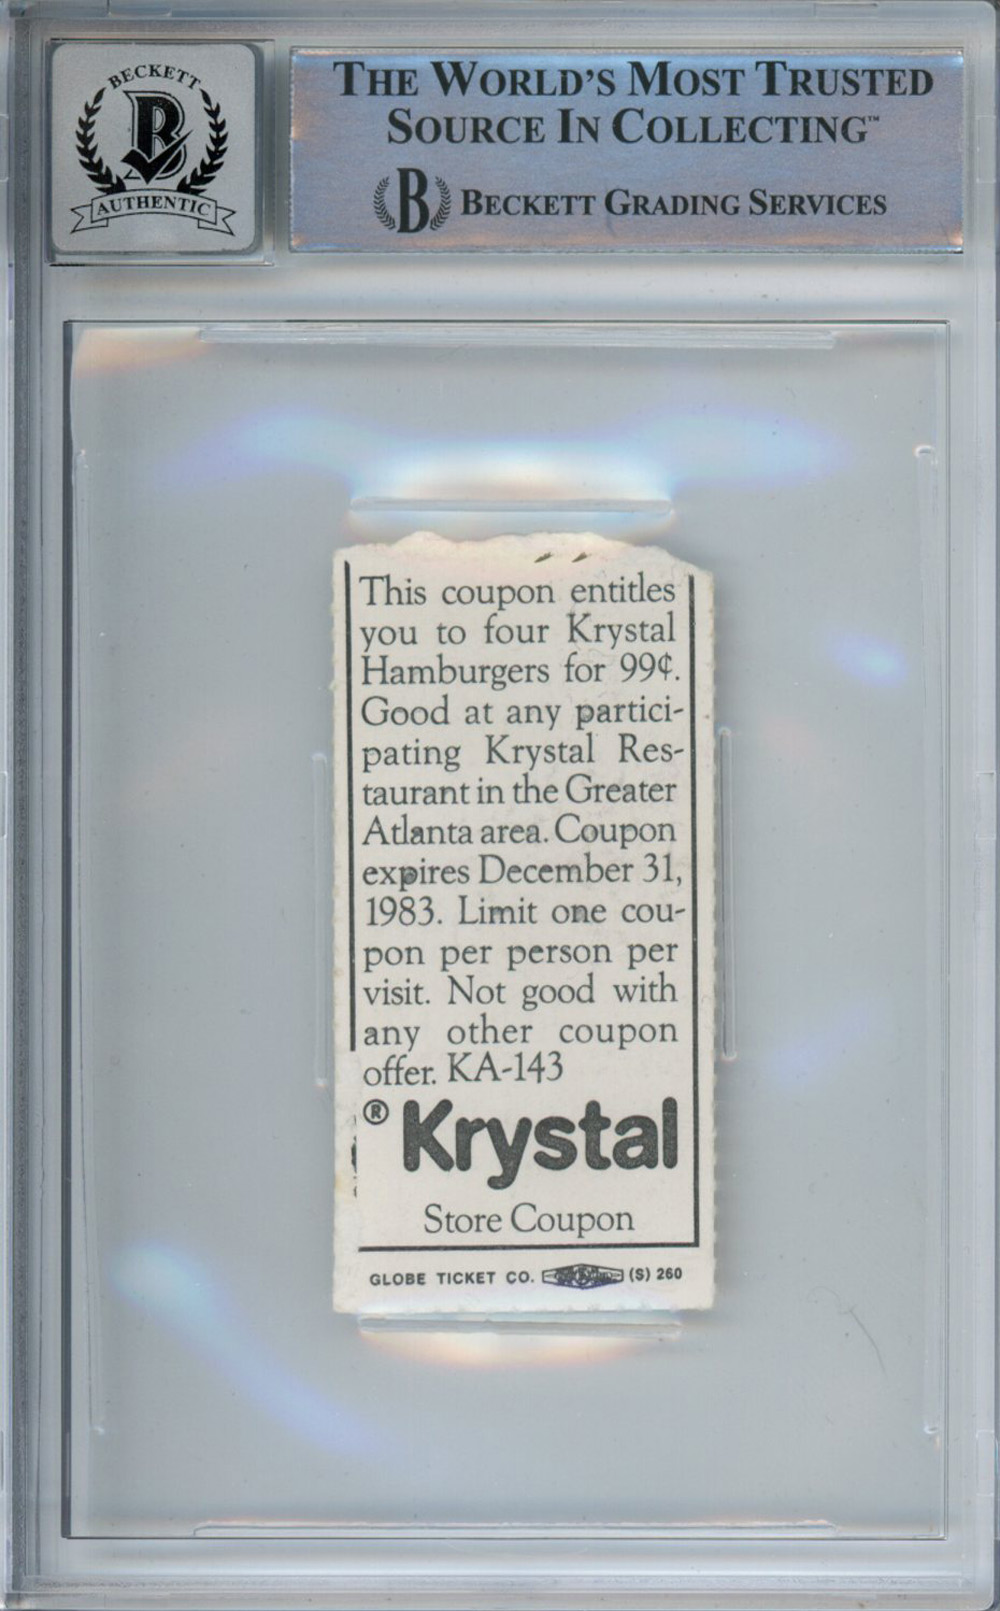 BECKETT
B
AUTHENTIC
THE WORLD'S MOST TRUSTED
SOURCE IN COLLECTING™
B BECKETT GRADING SERVICES
This coupon entitles
you to four Krystal
Hamburgers for 99¢.
Good at any partici-
pating Krystal Res-
taurant in the Greater
Atlanta area. Coupon
expires December 31,
1983. Limit one cou-
pon per person per
visit. Not good with
any other coupon
offer. KA-143
® Krystal
Store Coupon
GLOBE TICKET CO. (S) 260